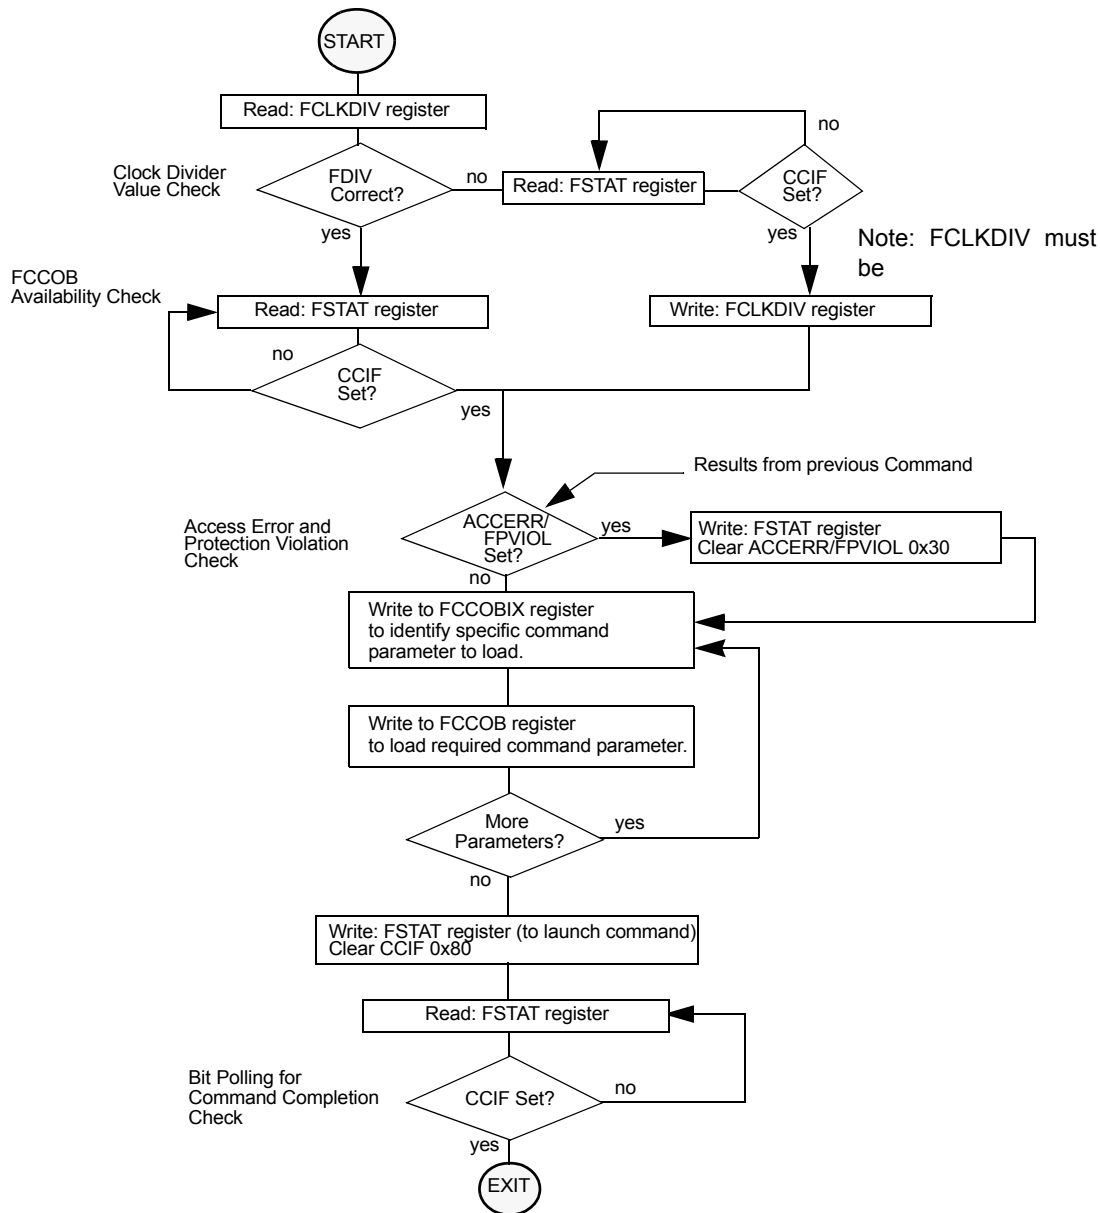 START
Read: FCLKDIV register
Clock Divider
Value Check
FDIV
Correct?
no
yes
Read: FSTAT register
no
CCIF
Set?
yes
Note: FCLKDIV must
be
Write: FCLKDIV register
FCCOB
Availability Check
Read: FSTAT register
no
CCIF
Set?
yes
Results from previous Command
Access Error and
Protection Violation
Check
ACCERR/
FPVIOL
Set?
yes
no
Write: FSTAT register
Clear ACCERR/FPVIOL 0x30
Write to FCCOBIX register
to identify specific command
parameter to load.
Write to FCCOB register
to load required command parameter.
More
Parameters?
yes
no
Write: FSTAT register (to launch command)
Clear CCIF 0x80
Read: FSTAT register
Bit Polling for
Command Completion
Check
CCIF Set?
no
yes
EXIT